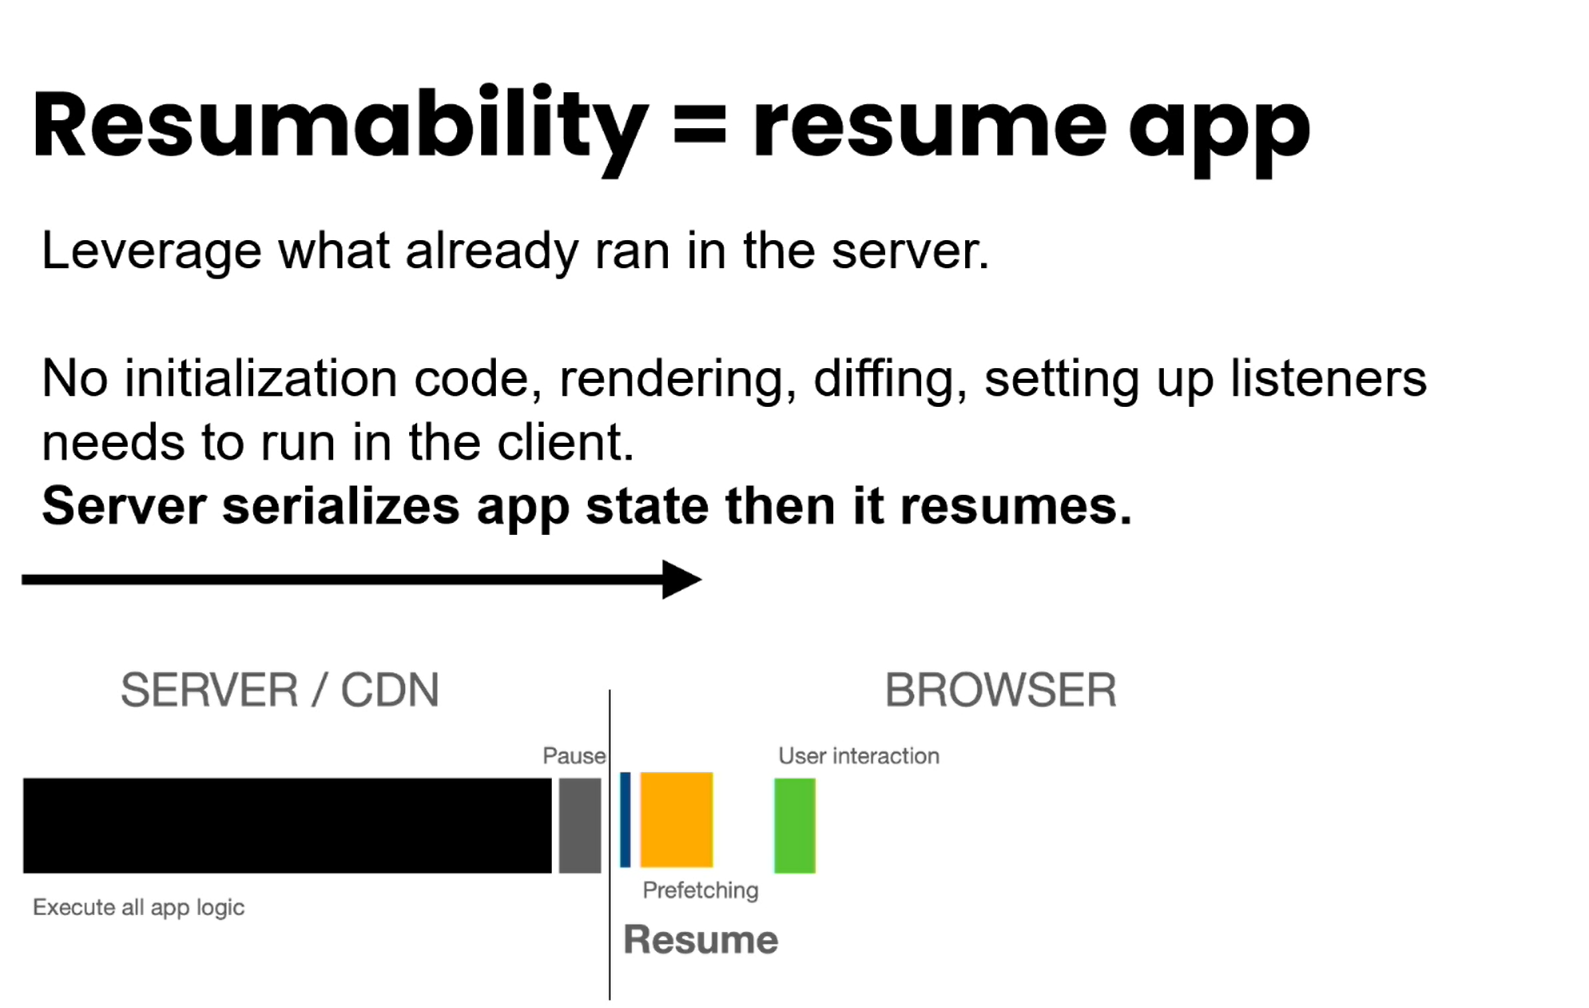 Resumability = resume app
Leverage what already ran in the server.
No initialization code, rendering, diffing, setting up listeners
needs to run in the client.
Server serializes app state then it resumes.
SERVER / CDN
BROWSER
Pause
User interaction
Prefetching
Execute all app logic
Resume